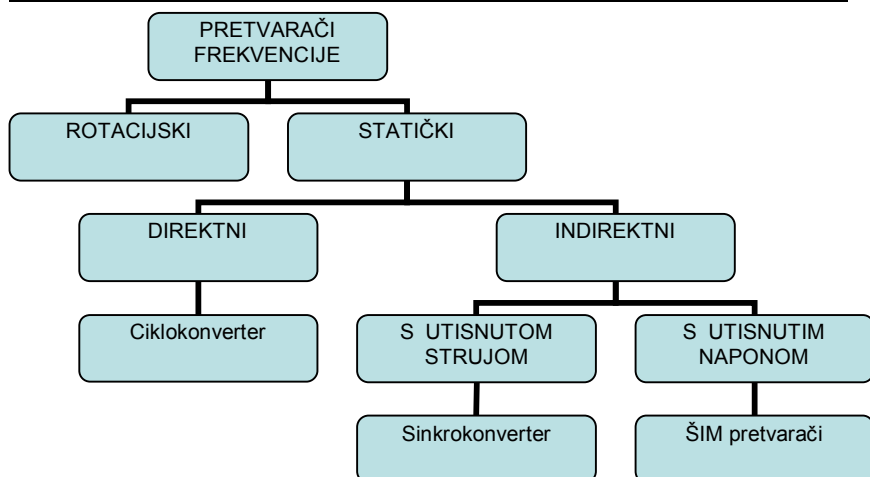 PRETVARAČI
FREKVENCIJE
ROTACIJSKI
STATIČKI
DIREKTNI
INDIREKTNI
Ciklokonverter
S UTISNUTOM
STRUJOM
S UTISNUTIM
NAPONOM
Sinkrokonverter
ŠIM pretvarači